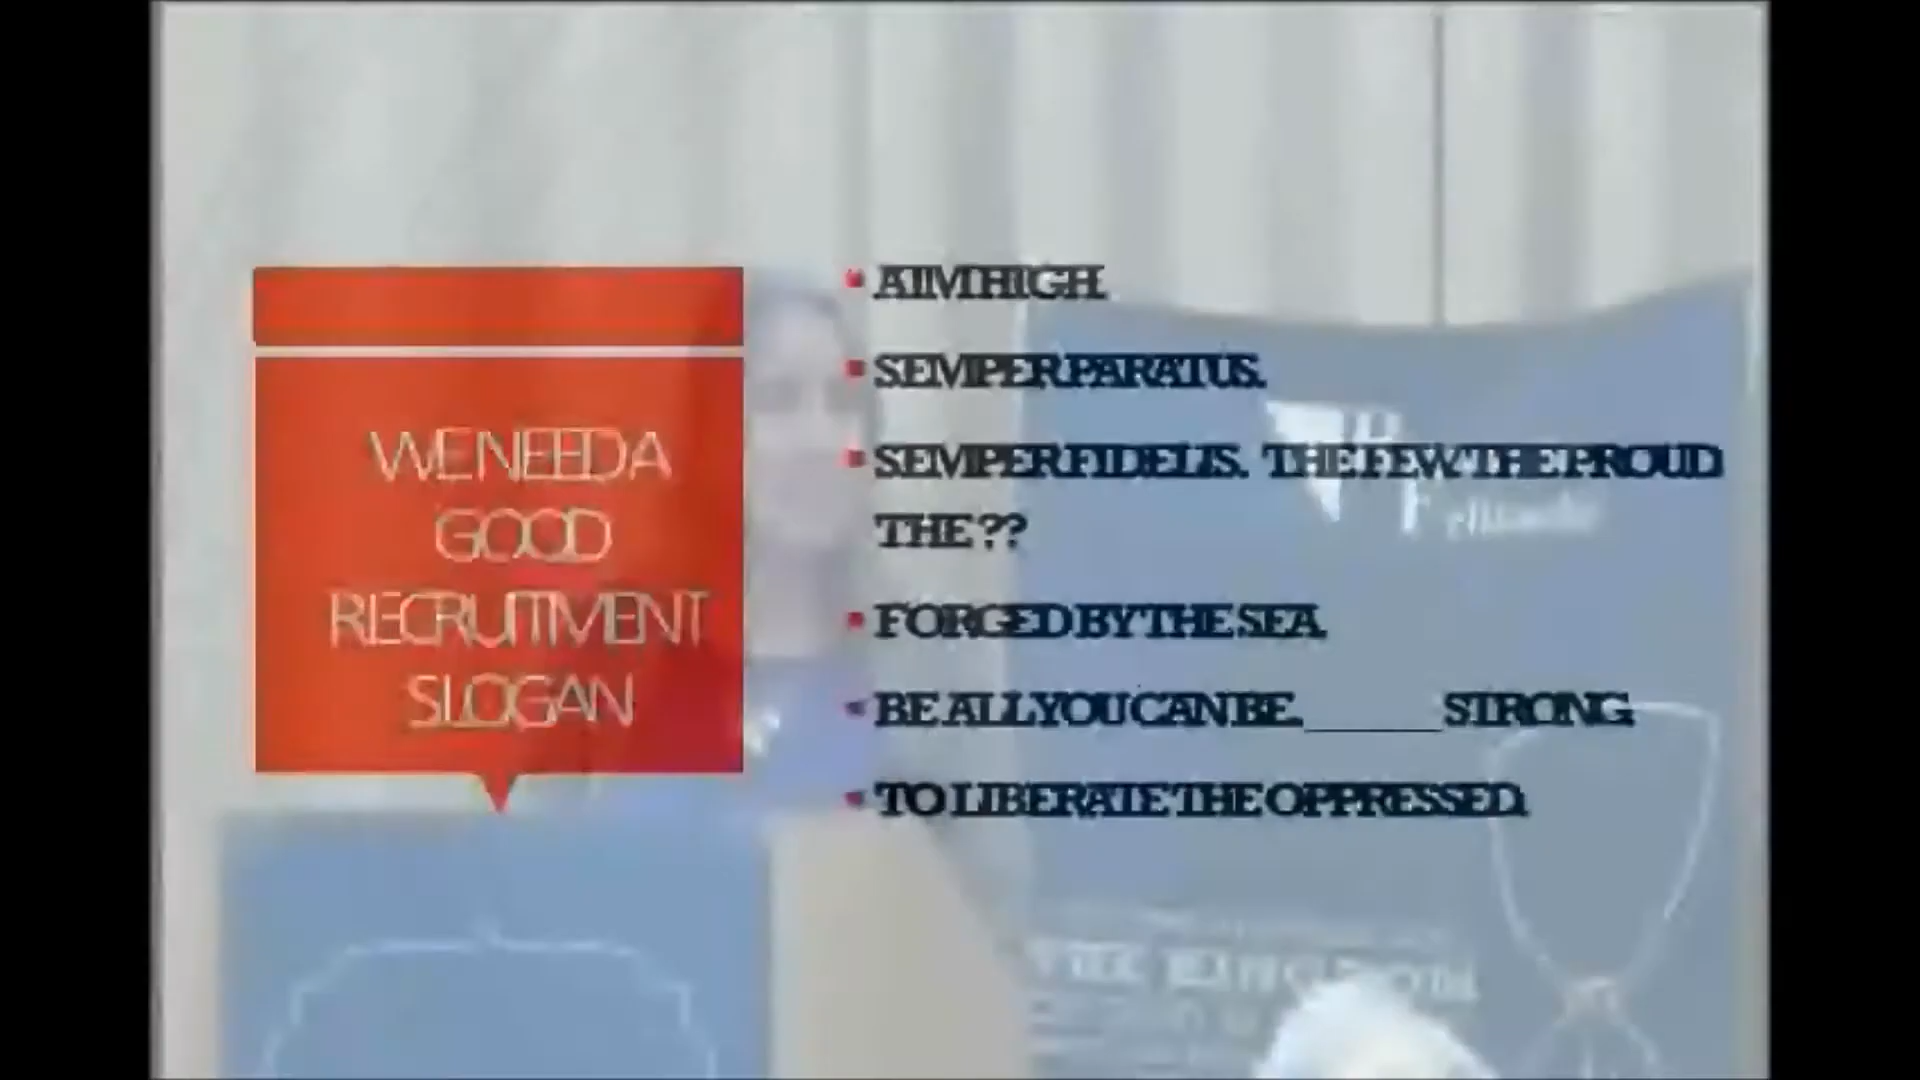 WE NEED A
GOOD
RECRUITMENT
SLOGAN
AIM HIGH.
SEMPER PARATUS.
SEMPER FIDELIS. THE FEW. THE PROUD
THE ??
FORGED BY THE SEA.
BE ALL YOU CAN BE. ______ STRONG.
TO LIBERATE THE OPPRESSED.